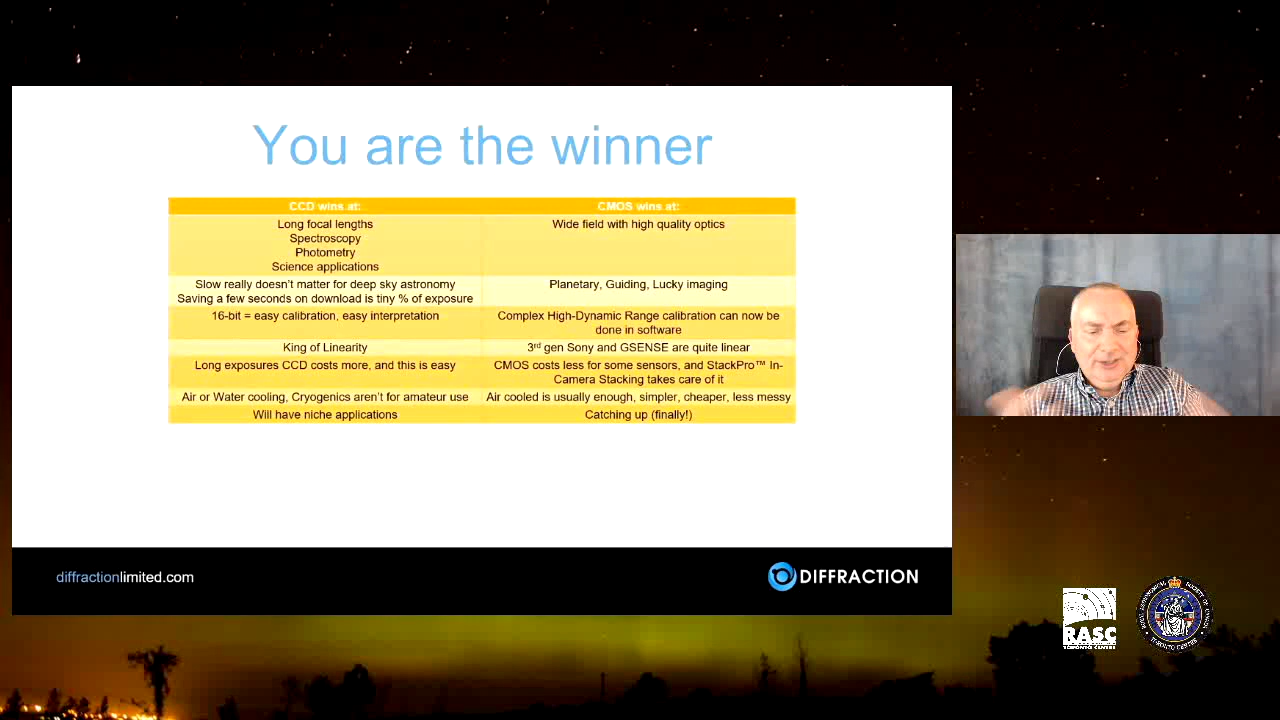 You are the winner
CCD wins at:
CMOS wins at:
Long focal lengths
Spectroscopy
Photometry
Science applications
Wide field with high quality optics
Slow really doesn't matter for deep sky astronomy
Saving a few seconds on download is tiny % of exposure
Planetary, Guiding, Lucky imaging
16-bit = easy calibration, easy interpretation
Complex High-Dynamic Range calibration can now be
done in software
King of Linearity
3rd gen Sony and GSENSE are quite linear
Long exposures CCD costs more, and this is easy
CMOS costs less for some sensors, and StackPro™ In-
Camera Stacking takes care of it
Air or Water cooling, Cryogenics aren't for amateur use
Air cooled is usually enough, simpler, cheaper, less messy
Will have niche applications
Catching up (finally!)
diffractionlimited.com
DIFFRACTION
RASC
TORONTO CENTRE